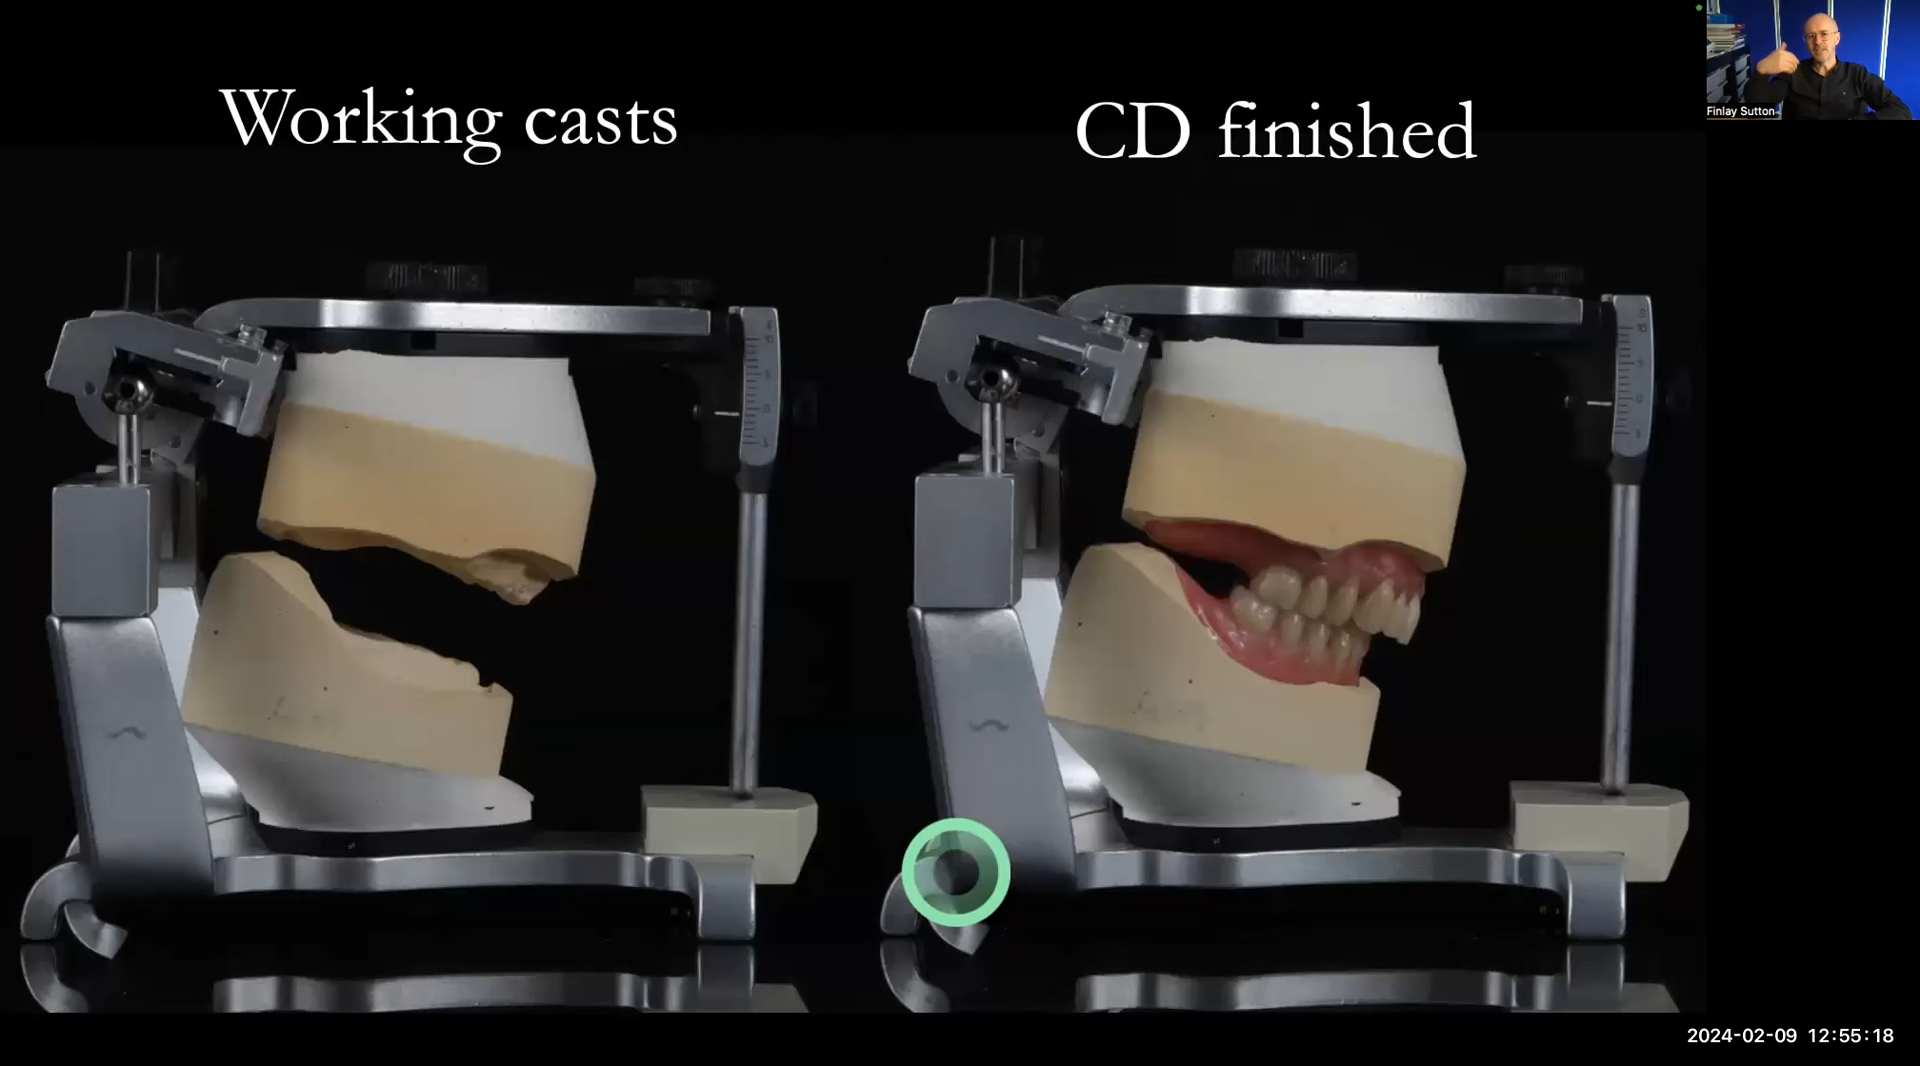 Working casts
CD finished
Finlay Sutton
2024-02-09 12:55:18